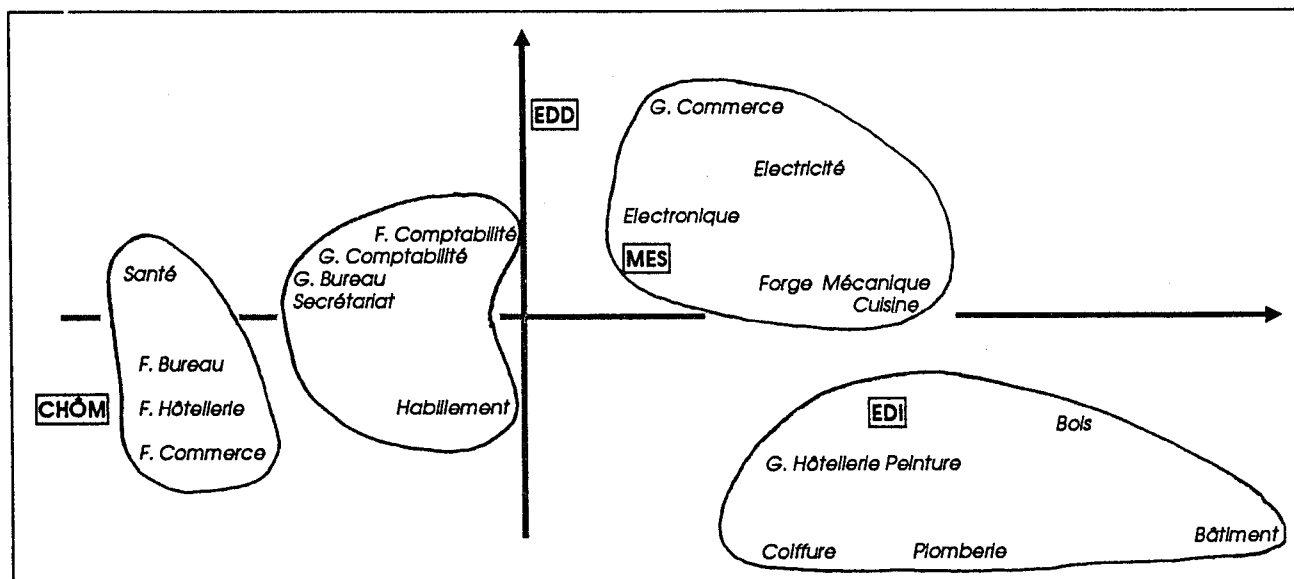 EDD
G. Commerce
Electricité
Electronique
MES
Forge Mécanique
Cuisine
F. Comptabilité
G. Comptabilité
G. Bureau
Secrétariat
Habillement
Santé
F. Bureau
CHÔM
F. Hôtellerie
F. Commerce
EDI
Bois
G. Hôtellerie Peinture
Bâtiment
Coiffure
Plomberie